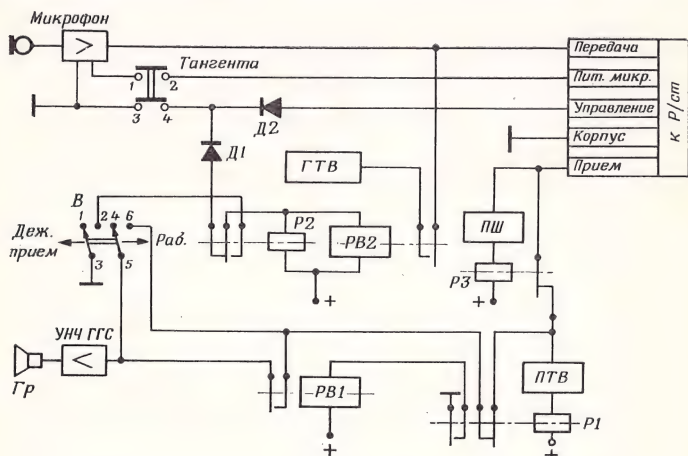 Микрофон
>
Тангента
1 2
3 4
Передача
Пит. микр.
Управление
Корпус
Прием
к Р/ст
Д2
Д1
ГТВ
В
1 2 4 6
Деж. прием
Раб.
3 5
Р2
РВ2
ПШ
Р3
+
+
УНЧ ГГС
<
Гр
РВ1
+
ПТВ
Р1
+